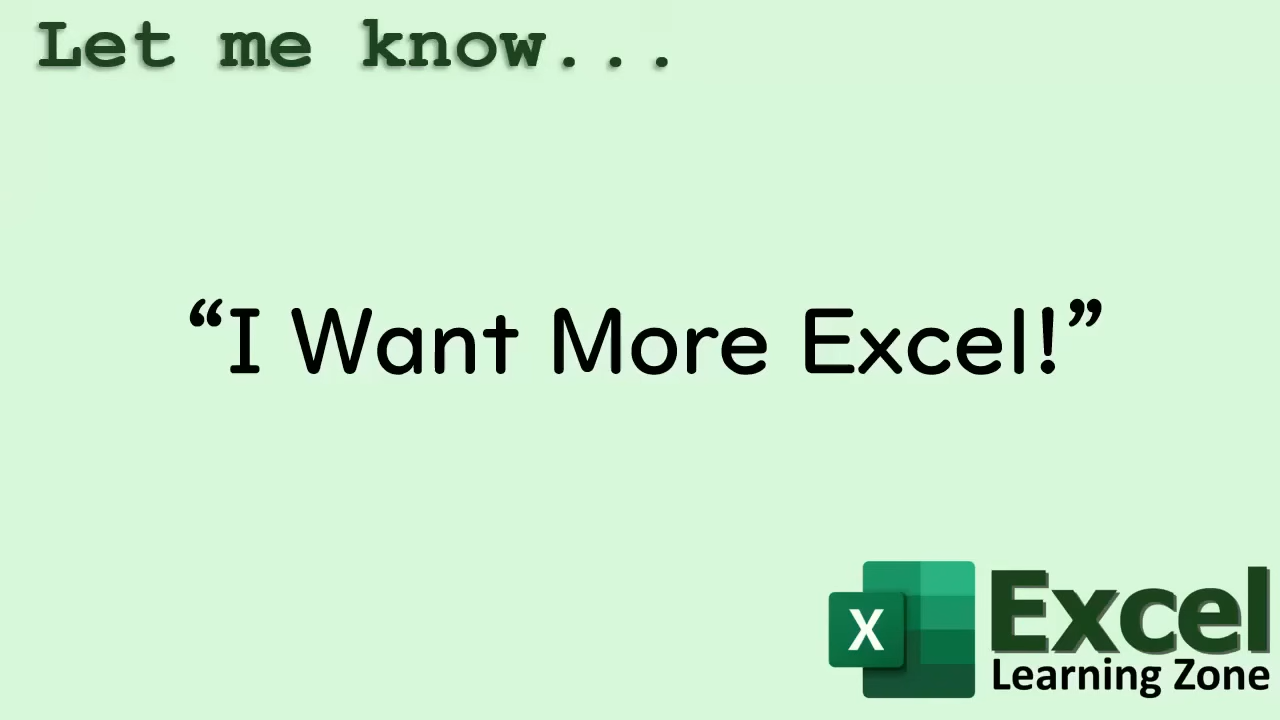 Let me know...
“I Want More Excel!”
X
Excel
Learning Zone